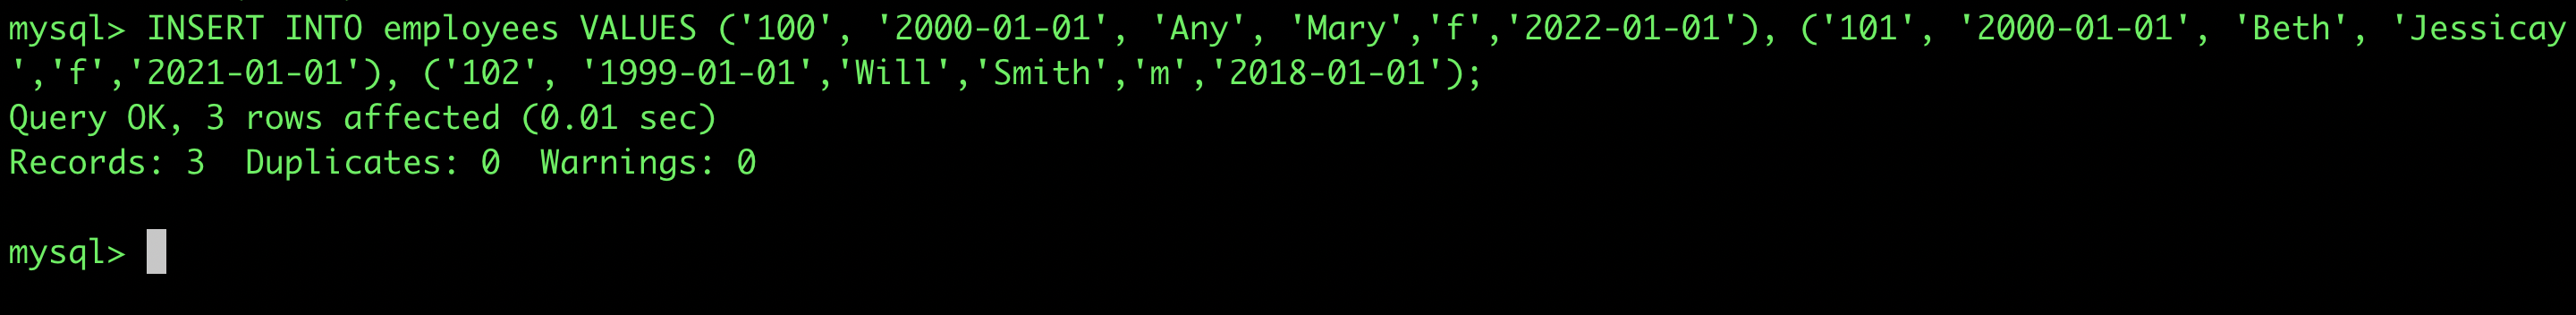 mysql> INSERT INTO employees VALUES ('100', '2000-01-01', 'Any', 'Mary','f','2022-01-01'), ('101', '2000-01-01', 'Beth', 'Jessicay
','f','2021-01-01'), ('102', '1999-01-01','Will','Smith','m','2018-01-01');
Query OK, 3 rows affected (0.01 sec)
Records: 3  Duplicates: 0  Warnings: 0
mysql>